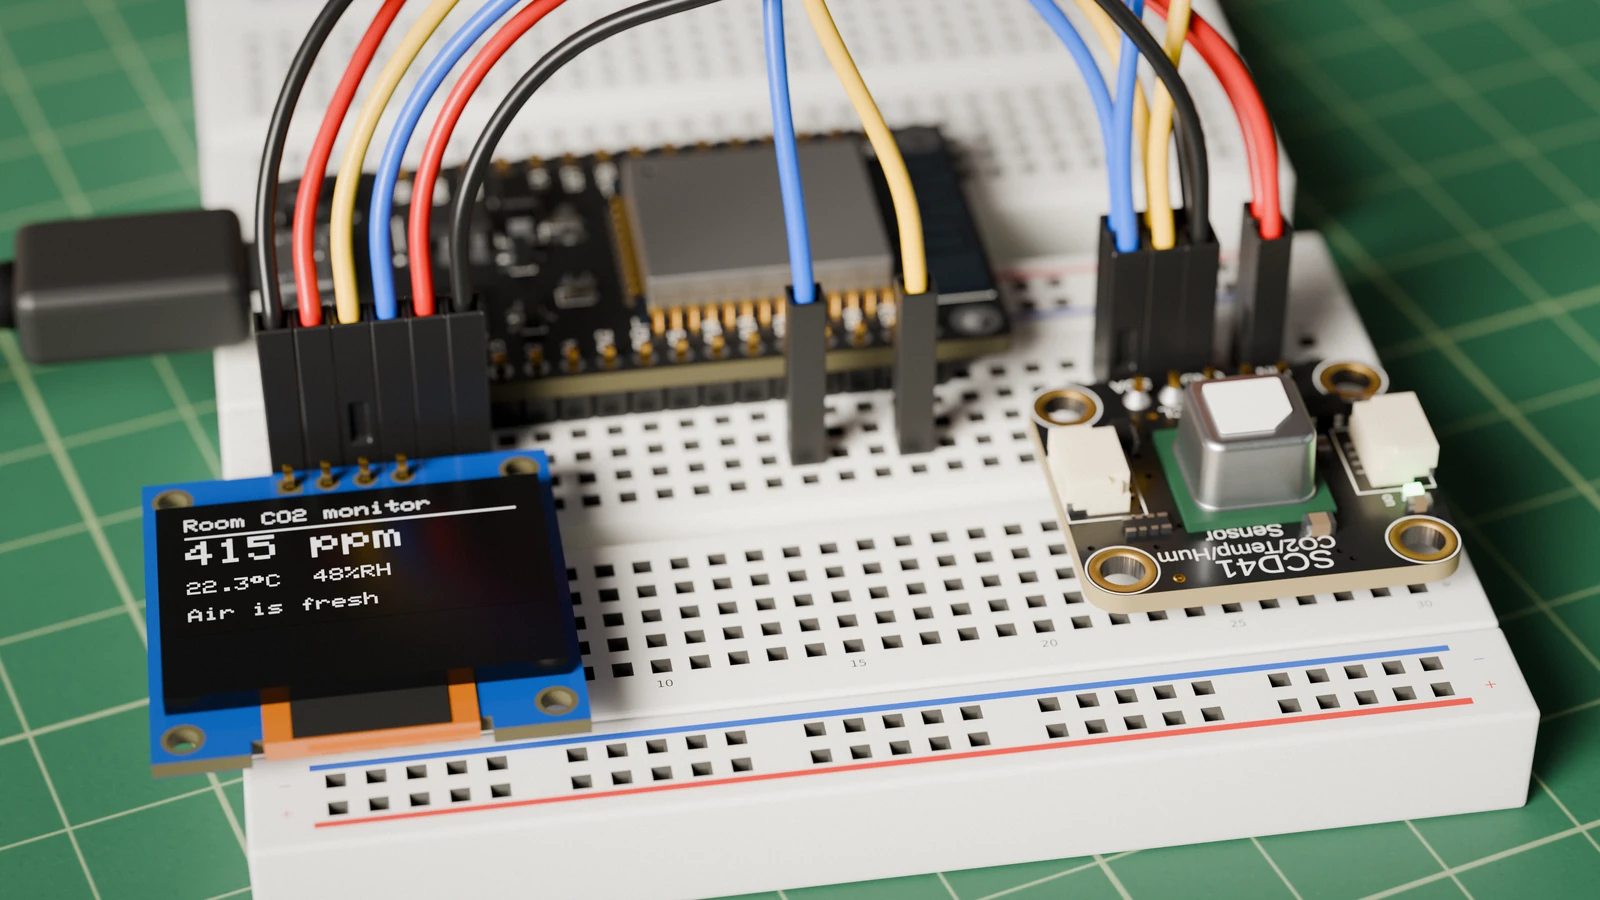 Room CO2 monitor
415 ppm
22.3°C 48%RH
Air is fresh
SCD41
CO2/Temp/Hum
Sensor
10
15
20
25
30
- +
- +